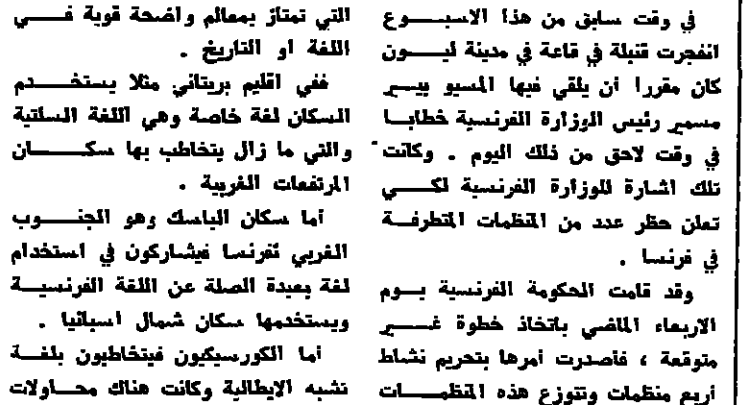 في وقت سابق من هذا الاسبوع
انفجرت قنبلة في قاعة في مدينة ليون
كان مقررا أن يلقي فيها المسيو بيير
مسمير رئيس الوزارة الفرنسية خطابا
في وقت لاحق من ذلك اليوم . وكانت
تلك اشارة للوزارة الفرنسية لكي
تعلن حظر عدد من المنظمات المتطرفة
في فرنسا .
وقد قامت الحكومة الفرنسية يوم
الاربعاء الماضي باتخاذ خطوة غير
متوقعة ، فأصدرت أمرها بتحريم نشاط
أربع منظمات وتتوزع هذه المنظمات
التي تمتاز بمعالم واضحة قوية في
اللغة او التاريخ .
ففي اقليم بريتاني مثلا يستخدم
السكان لغة خاصة وهي اللغة السلتية
والتي ما زال يتخاطب بها سكان
المرتفعات الغربية .
أما سكان الباسك وهو الجنوب
الغربي لفرنسا فيشاركون في استخدام
لغة بعيدة الصلة عن اللغة الفرنسية
ويستخدمها سكان شمال اسبانيا .
أما الكورسيكيون فيتخاطبون بلغة
تشبه الايطالية وكانت هناك محاولات